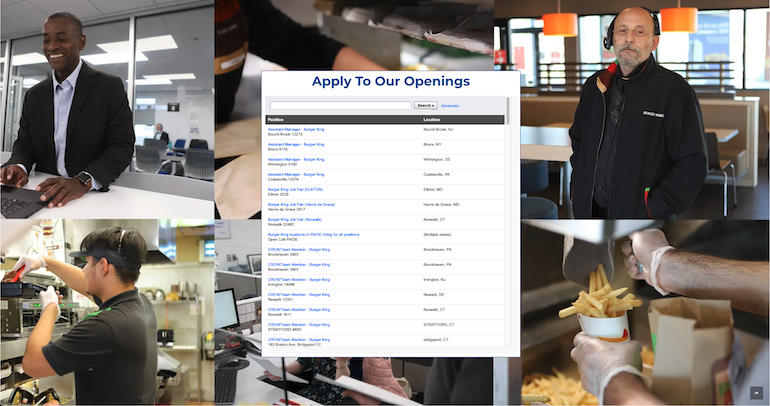 Apply To Our Openings
Search »
Advanced...
Position Location
Assistant Manager - Burger King Bound Brook, NJ
Bound Brook 12272
Assistant Manager - Burger King Bronx, NY
Bronx 6116
Assistant Manager - Burger King Wilmington, DE
Wilmington 5190
Assistant Manager - Burger King Coatesville, PA
Coatesville 12216
Burger King Job Fair (ELKTON) Elkton, MD
Elkton 2026
Burger King Job Fair (Havre de Grace) Havre de Grace, MD
Havre de Grace 2917
Burger King Job Fair (Norwalk) Norwalk, CT
Norwalk 23462
Burger King locations in PA/DE hiring for all positions (Multiple states)
Open Call PA/DE
CREW/Team Member - Burger King Brookhaven, PA
Brookhaven 3903
CREW/Team Member - Burger King Brookhaven, PA
Brookhaven 3903
CREW/Team Member - Burger King Irvington, NJ
Irvington 14486
CREW/Team Member - Burger King Newark, DE
Newark 12301
CREW/Team Member - Burger King Norwalk, CT
Norwalk 1611
CREW/Team Member - Burger King STRATFORD, CT
STRATFORD #685
CREW/Team Member - Burger King bridgeport, CT
193 Boston Ave, Bridgeport Ct.
BURGER KING